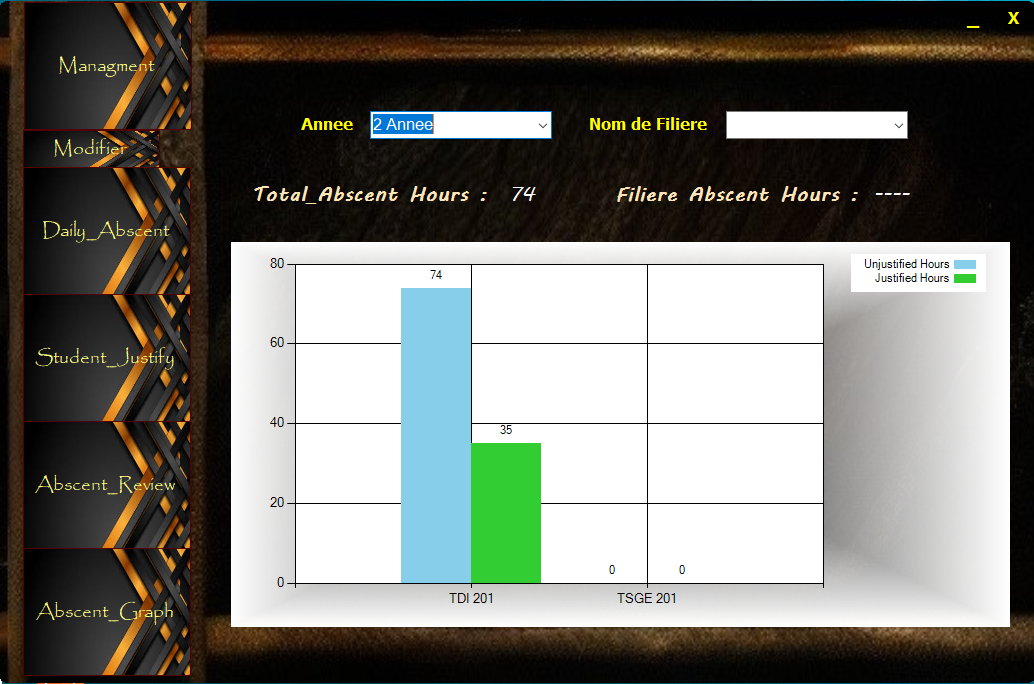 _ X
Managment
Modifier
Daily_Abscent
Student_Justify
Abscent_Review
Abscent_Graph
Annee 2 Annee Nom de Filiere
Total_Abscent Hours : 74 Filiere Abscent Hours : ----
Unjustified Hours
Justified Hours
80
60
40
20
0
74
35
0
0
TDI 201 TSGE 201